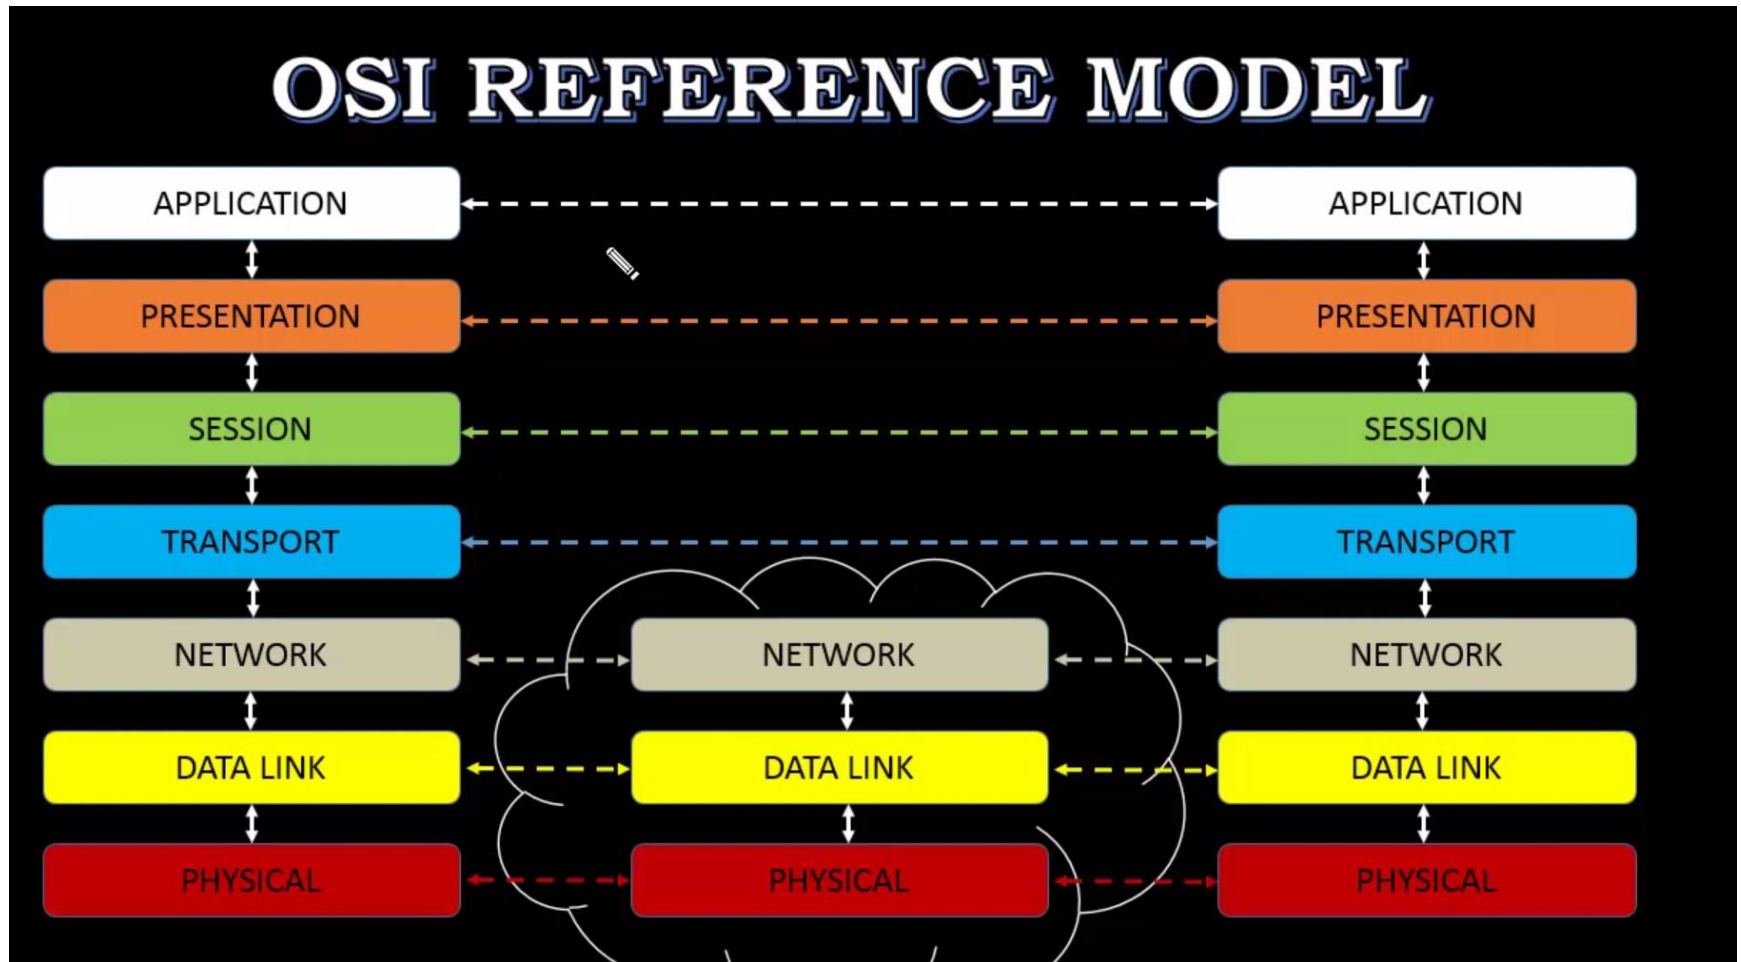 OSI REFERENCE MODEL
APPLICATION
APPLICATION
PRESENTATION
PRESENTATION
SESSION
SESSION
TRANSPORT
TRANSPORT
NETWORK
NETWORK
NETWORK
DATA LINK
DATA LINK
DATA LINK
PHYSICAL
PHYSICAL
PHYSICAL